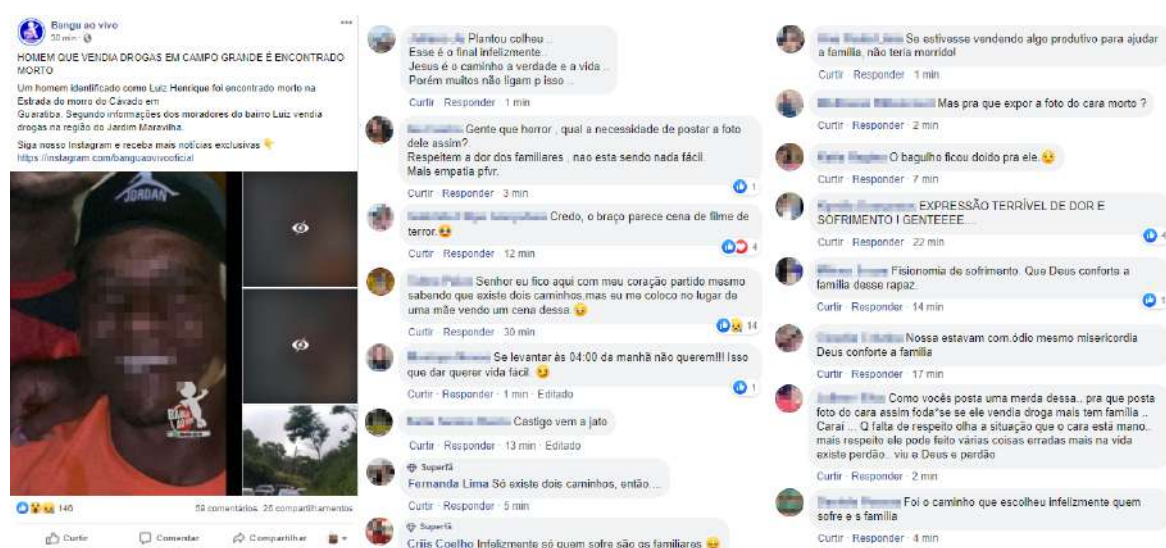 Bangu ao vivo
30 min ·
HOMEM QUE VENDIA DROGAS EM CAMPO GRANDE É ENCONTRADO
MORTO
Um homem identificado como Luiz Henrique foi encontrado morto na
Estrada do morro do Cavado em
Guaratiba. Segundo informações dos moradores do bairro Luiz vendia
drogas na região do Jardim Maravilha.
Siga nosso Instagram e receba mais notícias exclusivas
https://instagram.com/banguaovivooficial
JORDAN
BANGU
AO VIVO
146
59 comentários 26 compartilhamentos
Curtir
Comentar
Compartilhar
Plantou colheu ..
Esse é o final infelizmente..
Jesus é o caminho a verdade e a vida ..
Porém muitos não ligam p isso ..
Curtir · Responder · 1 min
Gente que horror , qual a necessidade de postar a foto
dele assim?
Respeitem a dor dos familiares , nao esta sendo nada fácil.
Mais empatia pfvr.
1
Curtir · Responder · 3 min
Credo, o braço parece cena de filme de
terror.
4
Curtir · Responder · 12 min
Senhor eu fico aqui com meu coração partido mesmo
sabendo que existe dois caminhos,mas eu me coloco no lugar de
uma mãe vendo um cena dessa.
14
Curtir · Responder · 30 min
Se levantar às 04:00 da manhã não querem!!! Isso
que dar querer vida fácil.
1
Curtir · Responder · 1 min · Editado
Castigo vem a jato
Curtir · Responder · 13 min · Editado
Superfã
Fernanda Lima Só existe dois caminhos, então....
Curtir · Responder · 5 min
Superfã
Criis Coelho Infelizmente só quem sofre são os familiares
Se estivesse vendendo algo produtivo para ajudar
a família, não teria morrido!
Curtir · Responder · 1 min
Mas pra que expor a foto do cara morto ?
Curtir · Responder · 2 min
O bagulho ficou doido pra ele.
Curtir · Responder · 7 min
EXPRESSÃO TERRÍVEL DE DOR E
SOFRIMENTO ! GENTEEEE....
4
Curtir · Responder · 22 min
Fisionomia de sofrimento. Que Deus conforte a
família desse rapaz.
1
Curtir · Responder · 14 min
Nossa estavam com.ódio mesmo misericordia
Deus conforte a familia
Curtir · Responder · 17 min
Como vocês posta uma merda dessa.. pra que posta
foto do cara assim foda*se se ele vendia droga mais tem família ..
Caraí ... Q falta de respeito olha a situação que o cara está mano..
mais respeito ele pode feito várias coisas erradas mais na vida
existe perdão.. viu e Deus e perdão
Curtir · Responder · 2 min
Foi o caminho que escolheu infelizmente quem
sofre e s família
Curtir · Responder · 4 min